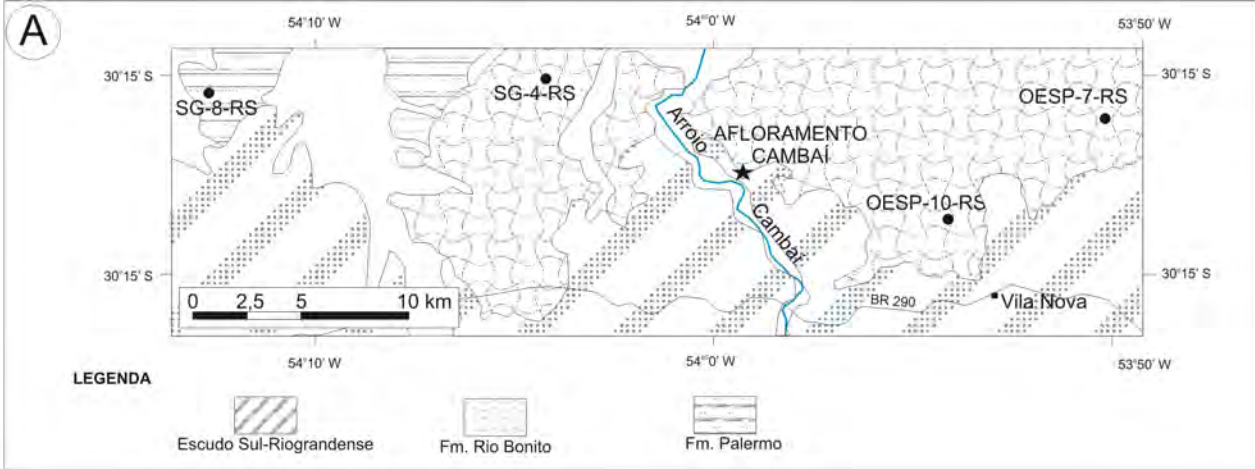 A
54°10' W
54°0' W
53°50' W
30°15' S
30°15' S
SG-8-RS
SG-4-RS
OESP-7-RS
Arroio
AFLORAMENTO
CAMBAÍ
OESP-10-RS
Cambaí
30°15' S
30°15' S
0 2,5 5 10 km
BR 290
Vila Nova
54°10' W
54°0' W
53°50' W
LEGENDA
Escudo Sul-Riograndense
Fm. Rio Bonito
Fm. Palermo